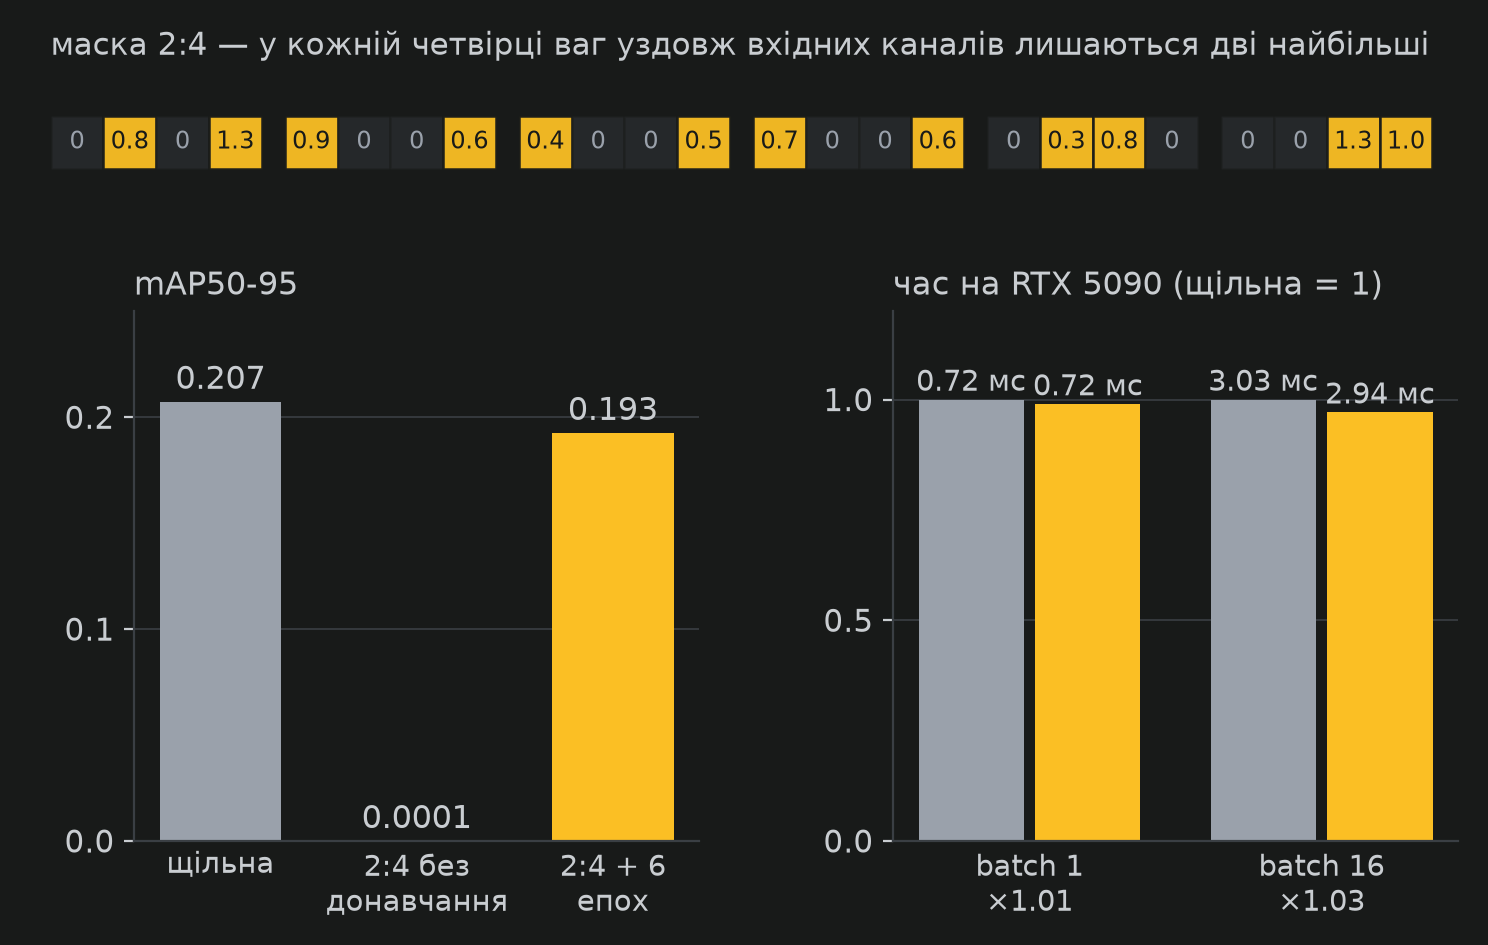 маска 2:4 — у кожній четвірці ваг уздовж вхідних каналів лишаються дві найбільші
0 0.8 0 1.3 0.9 0 0 0.6 0.4 0 0 0.5 0.7 0 0 0.6 0 0.3 0.8 0 0 0 1.3 1.0
mAP50-95
0.207
0.193
0.0001
0.2
0.1
0.0
щільна
2:4 без
донавчання
2:4 + 6
епох
час на RTX 5090 (щільна = 1)
0.72 мс 0.72 мс 3.03 мс 2.94 мс
1.0
0.5
0.0
batch 1
×1.01
batch 16
×1.03